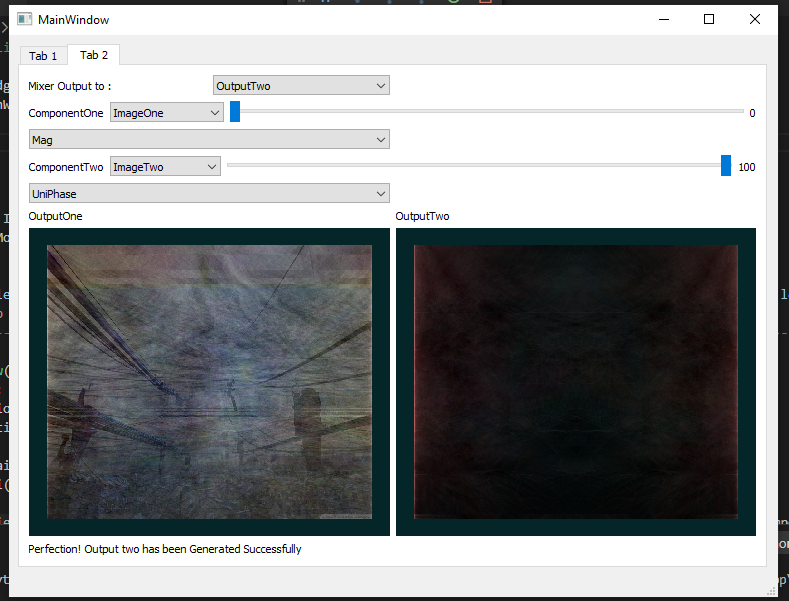 MainWindow
Tab 1
Tab 2
Mixer Output to :
OutputTwo
ComponentOne
ImageOne
0
Mag
ComponentTwo
ImageTwo
100
UniPhase
OutputOne
OutputTwo
Perfection! Output two has been Generated Successfully